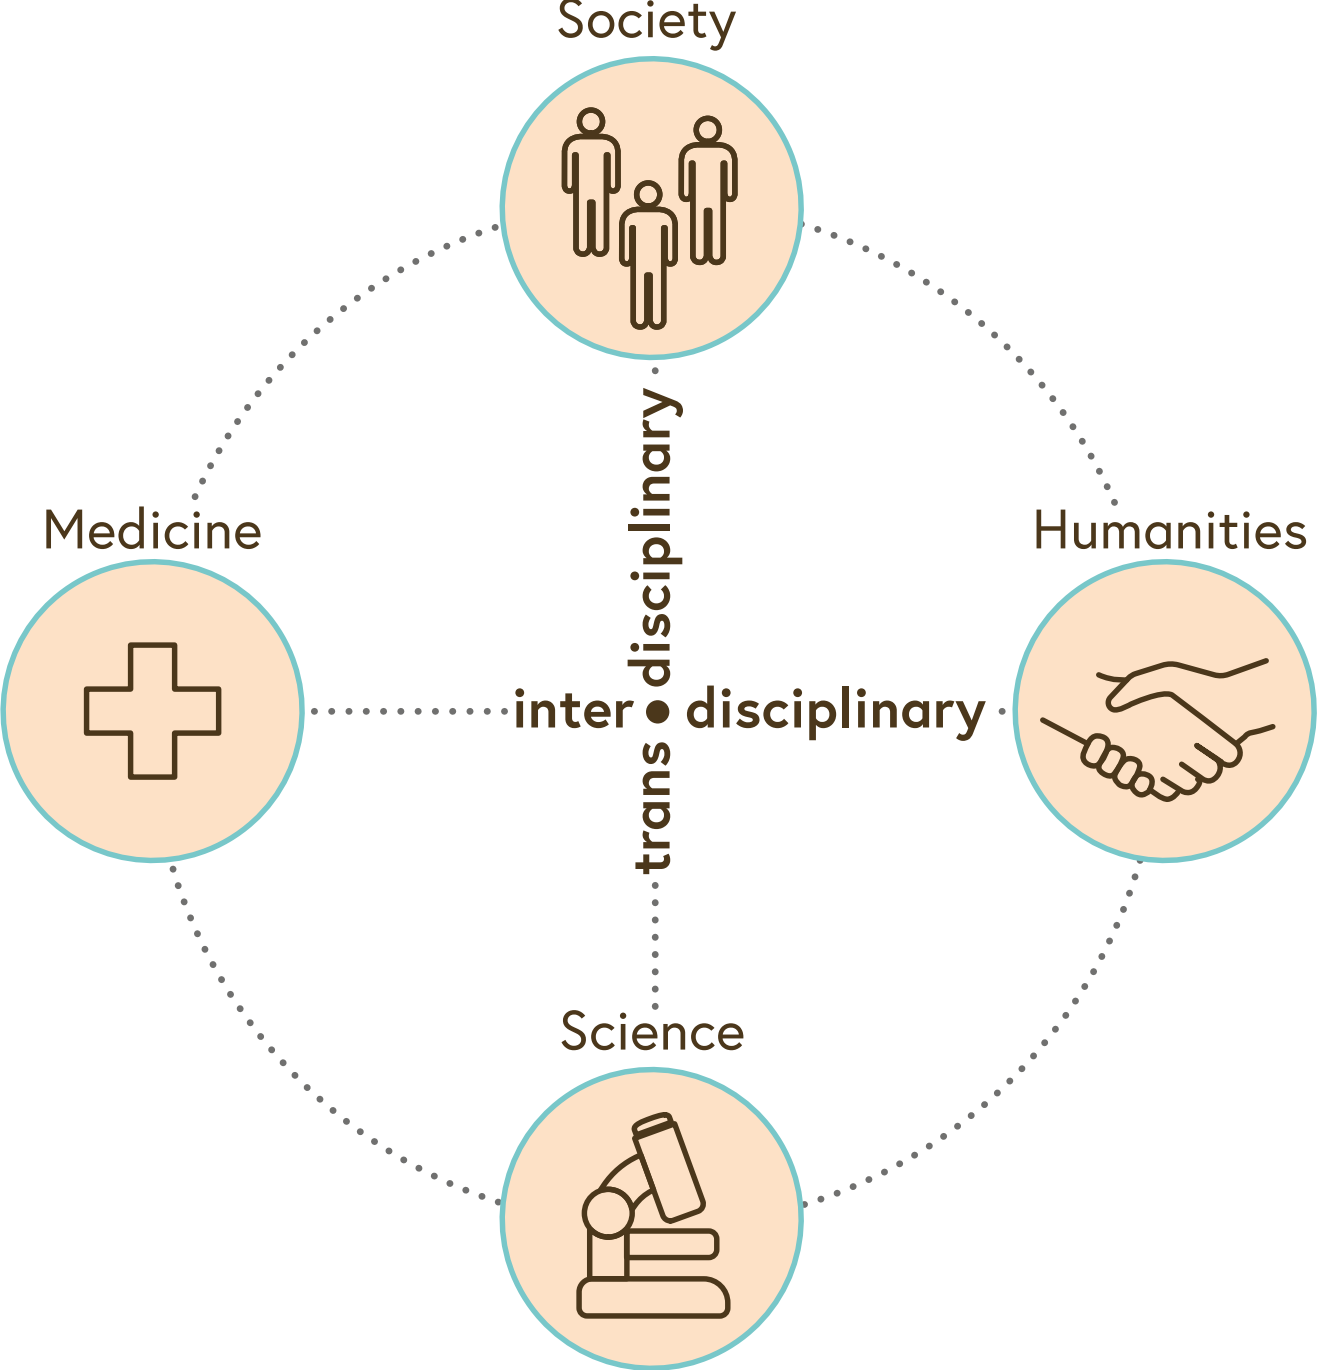 Society
Medicine
Humanities
trans • disciplinary
inter • disciplinary
Science